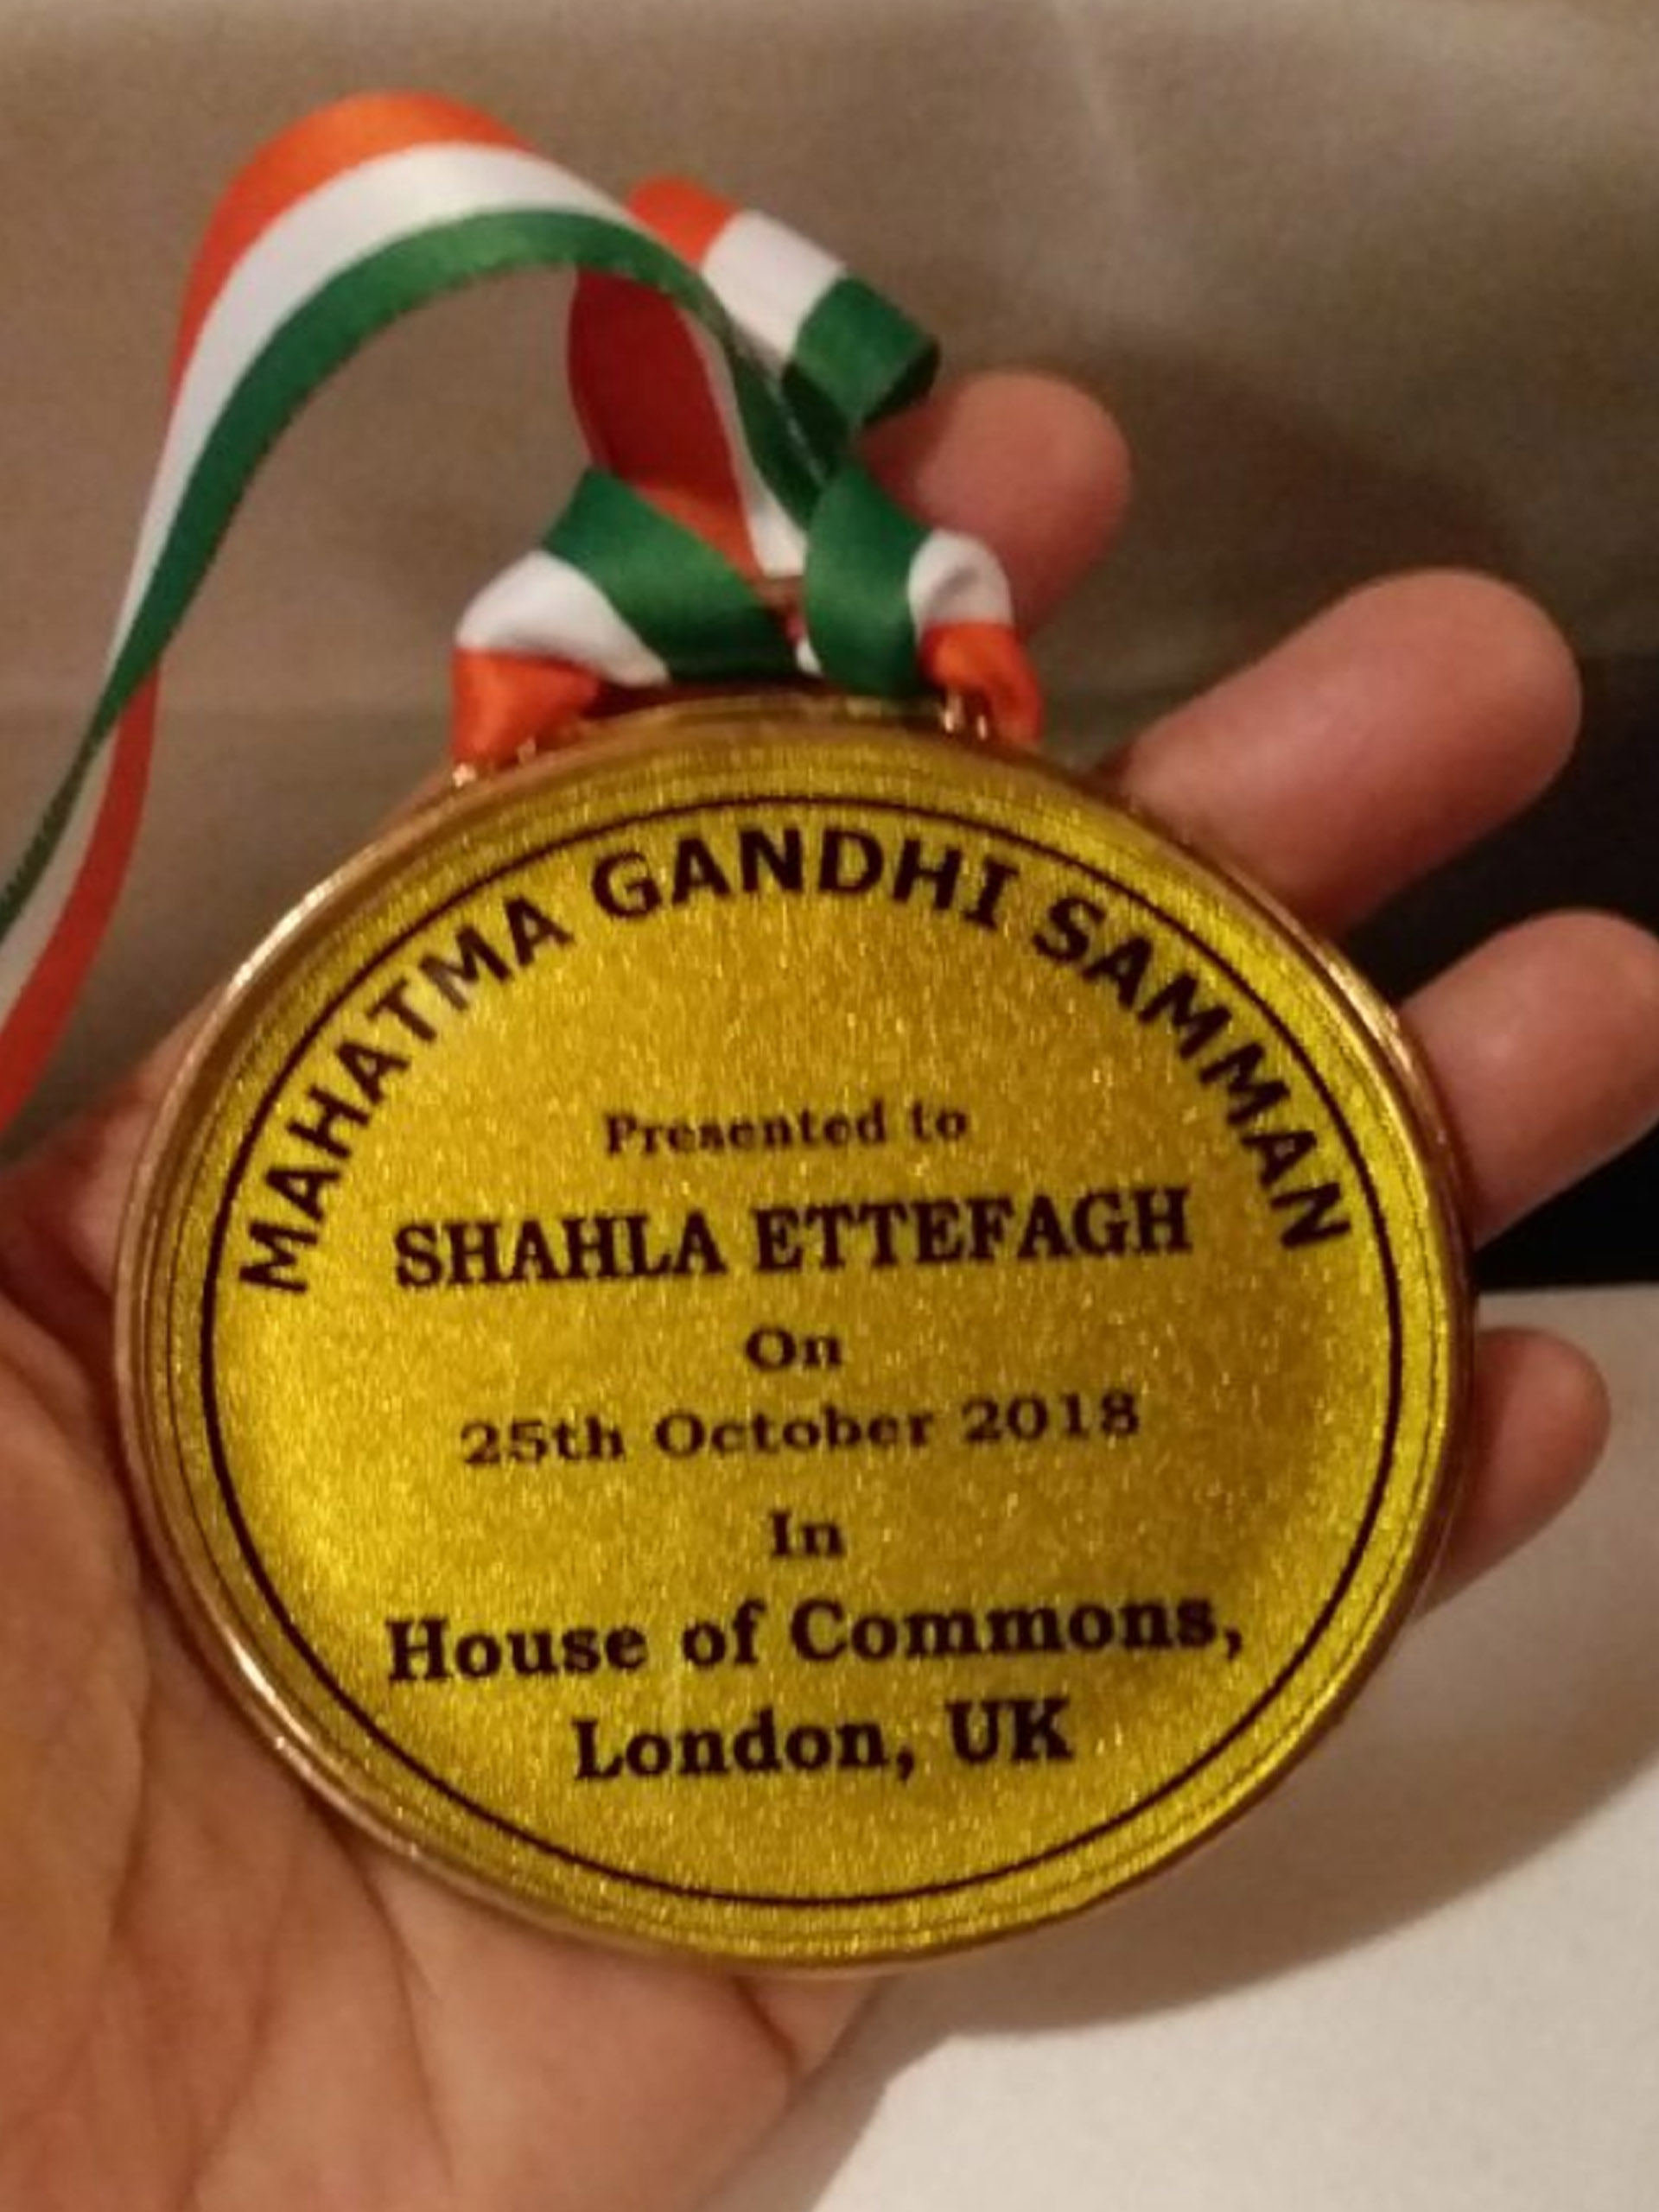 MAHATMA GANDHI SAMMAN
Presented to
SHAHLA ETTEFAGH
On
25th October 2018
In
House of Commons,
London, UK